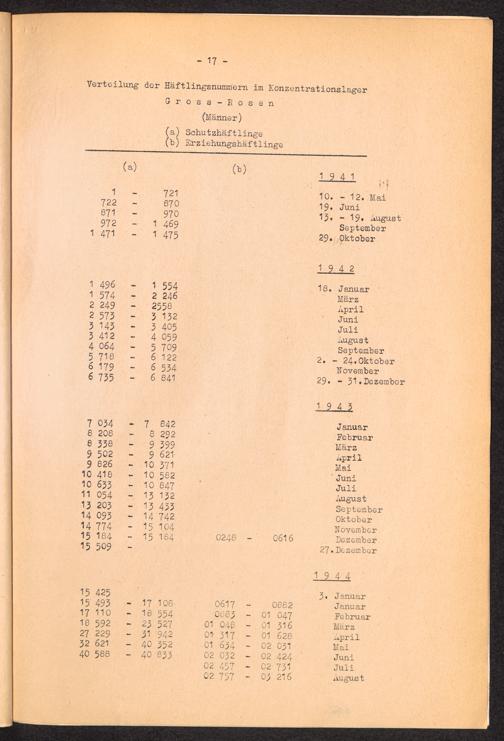 - 17 -
Verteilung der Häftlingsnummern im Konzentrationslager
G r o s s - R o s e n
(Männer)
(a) Schutzhäftlinge
(b) Erziehungshäftlinge
(a) (b)
1 9 4 1
1 - 721 10. - 12. Mai
722 - 870 19. Juni
871 - 970 13. - 19. August
972 - 1 469 September
1 471 - 1 475 29. Oktober
1 9 4 2
1 496 - 1 554 18. Januar
1 574 - 2 246 März
2 249 - 2558 April
2 573 - 3 132 Juni
3 143 - 3 405 Juli
3 412 - 4 059 August
4 064 - 5 709 September
5 718 - 6 122 2. - 24.Oktober
6 179 - 6 534 November
6 735 - 6 841 29. - 31.Dezember
1 9 4 3
7 034 - 7 842 Januar
8 208 - 8 292 Februar
8 338 - 9 399 März
9 502 - 9 621 April
9 826 - 10 371 Mai
10 418 - 10 582 Juni
10 633 - 10 847 Juli
11 054 - 13 132 August
13 203 - 13 433 September
14 093 - 14 742 Oktober
14 774 - 15 104 November
15 184 - 15 184 0248 - 0616 Dezember
15 509 - 27.Dezember
1 9 4 4
15 425 3. Januar
15 493 - 17 108 0617 - 0882 Januar
17 110 - 18 554 0883 - 01 047 Februar
18 592 - 23 527 01 048 - 01 316 März
27 229 - 31 942 01 317 - 01 628 April
32 621 - 40 352 01 634 - 02 031 Mai
40 588 - 40 833 02 032 - 02 424 Juni
02 457 - 02 731 Juli
02 757 - 03 216 August